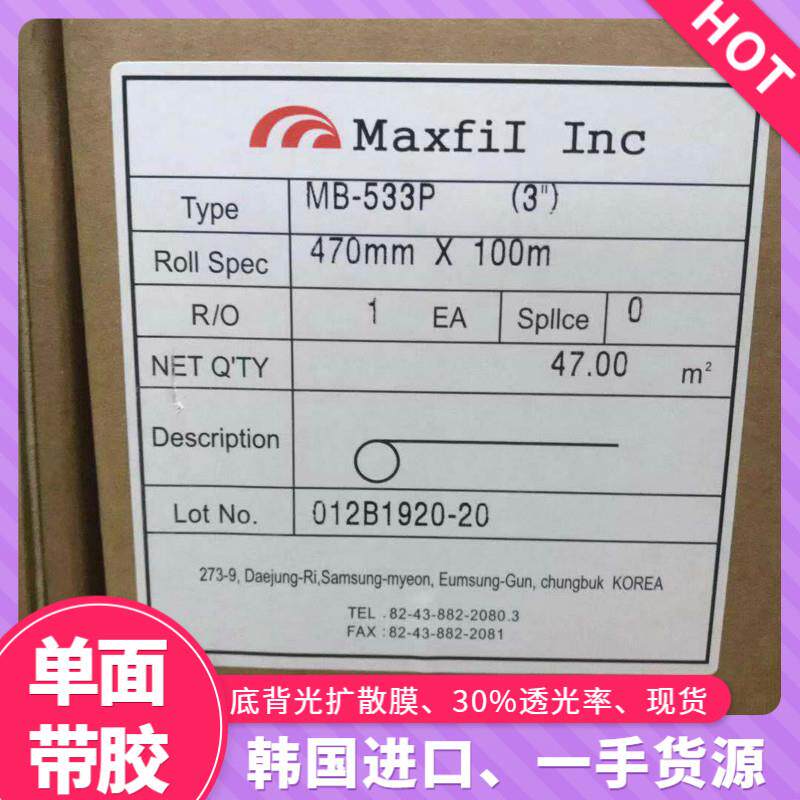 HOT
MaxfiI Inc
Type MB-533P (3")
Roll Spec 470mm X 100m
R/O 1 EA SplIce 0
NET Q'TY 47.00 m²
Description
Lot No. 012B1920-20
273-9, Daejung-Ri,Samsung-myeon, Eumsung-Gun, chungbuk KOREA
TEL .82-43-882-2080.3
FAX :82-43-882-2081
单面
带胶
底背光扩散膜、30%透光率、现货
韩国进口、一手货源